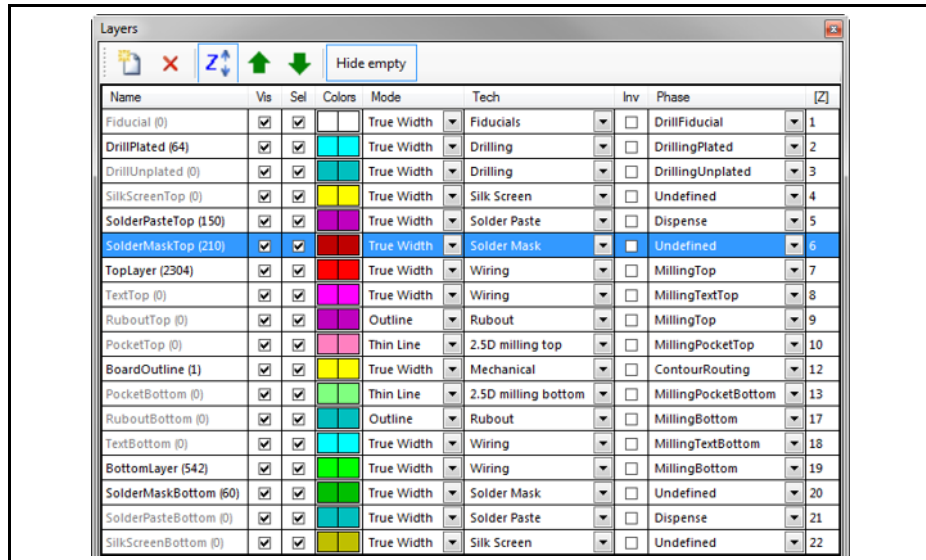 Layers
Z
Hide empty
Name Vis Sel Colors Mode Tech Inv Phase [Z]
Fiducial (0) True Width Fiducials DrillFiducial 1
DrillPlated (64) True Width Drilling DrillingPlated 2
DrillUnplated (0) True Width Drilling DrillingUnplated 3
SilkScreenTop (0) True Width Silk Screen Undefined 4
SolderPasteTop (150) True Width Solder Paste Dispense 5
SolderMaskTop (210) True Width Solder Mask Undefined 6
TopLayer (2304) True Width Wiring MillingTop 7
TextTop (0) True Width Wiring MillingTextTop 8
RuboutTop (0) Outline Rubout MillingTop 9
PocketTop (0) Thin Line 2.5D milling top MillingPocketTop 10
BoardOutline (1) True Width Mechanical ContourRouting 12
PocketBottom (0) Thin Line 2.5D milling bottom MillingPocketBottom 13
RuboutBottom (0) Outline Rubout MillingBottom 17
TextBottom (0) True Width Wiring MillingTextBottom 18
BottomLayer (542) True Width Wiring MillingBottom 19
SolderMaskBottom (60) True Width Solder Mask Undefined 20
SolderPasteBottom (0) True Width Solder Paste Dispense 21
SilkScreenBottom (0) True Width Silk Screen Undefined 22